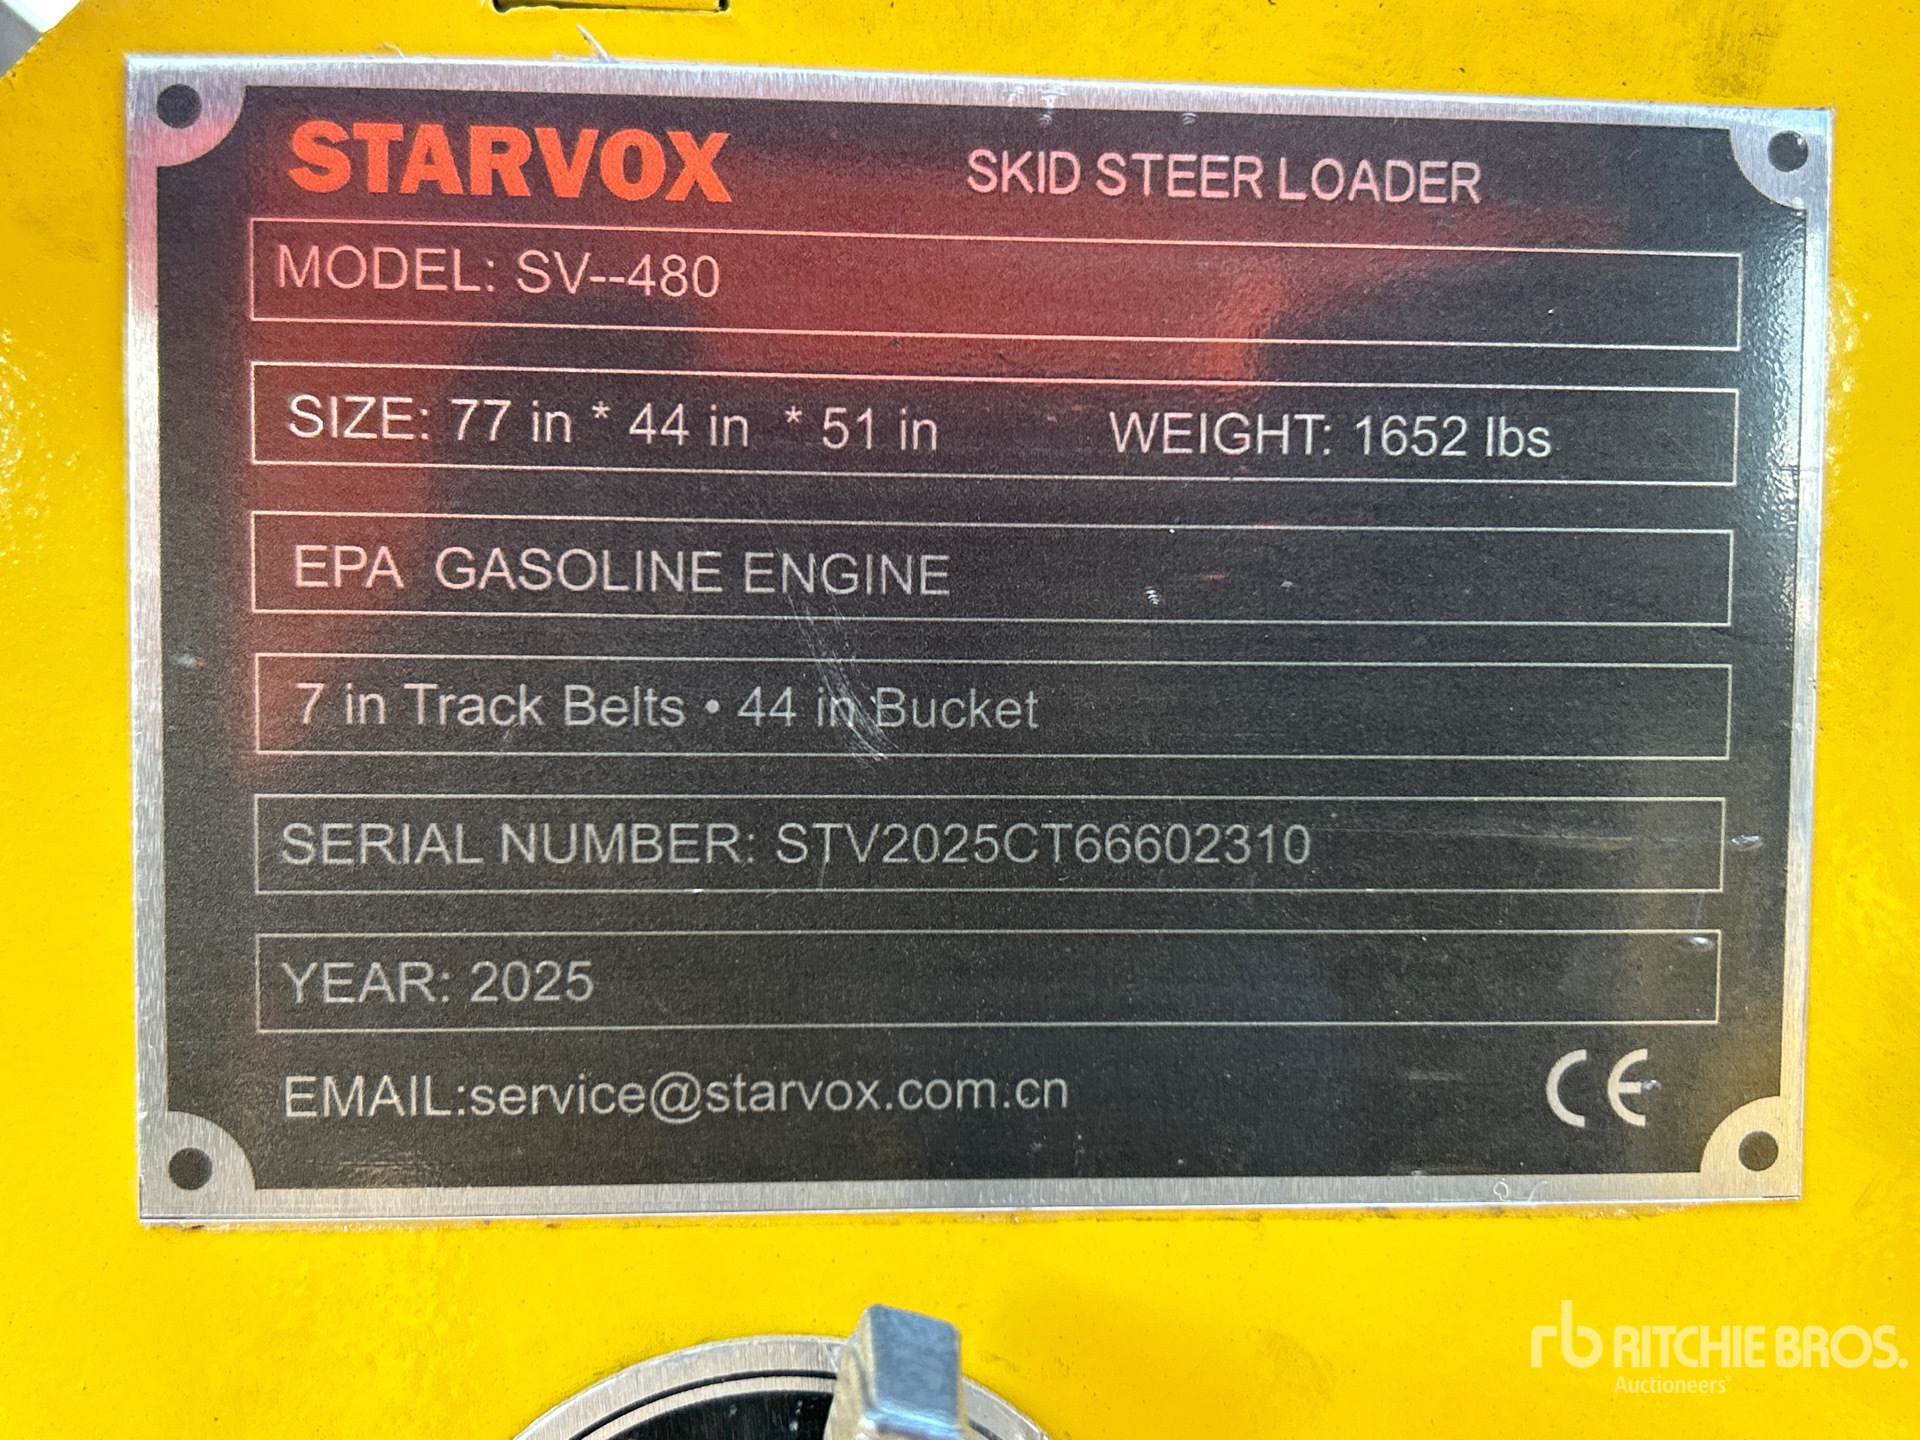 STARVOX SKID STEER LOADER
MODEL: SV--480
SIZE: 77 in * 44 in * 51 in WEIGHT: 1652 lbs
EPA GASOLINE ENGINE
7 in Track Belts • 44 in Bucket
SERIAL NUMBER: STV2025CT66602310
YEAR: 2025
EMAIL:service@starvox.com.cn CE
rb RITCHIE BROS.
Auctioneers